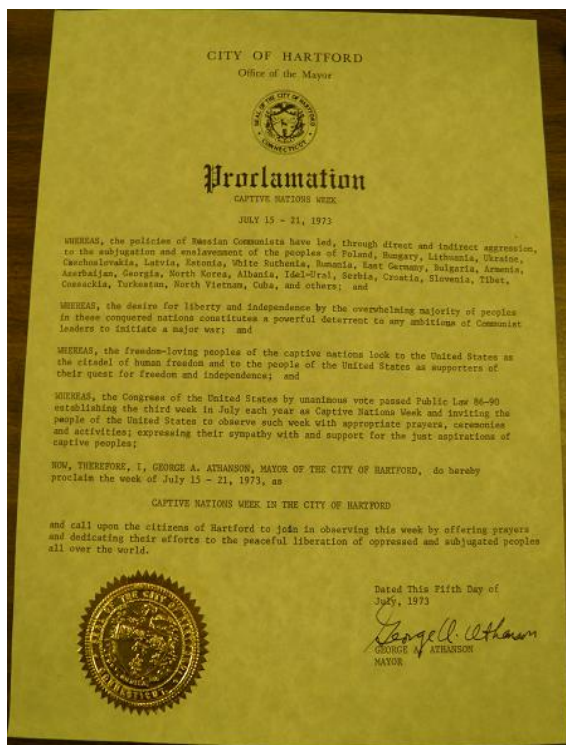 CITY OF HARTFORD
Office of the Mayor
SEAL OF THE CITY OF HARTFORD
CONNECTICUT
Proclamation
CAPTIVE NATIONS WEEK
JULY 15 - 21, 1973
WHEREAS, the policies of Russian Communists have led, through direct and indirect aggression,
to the subjugation and enslavement of the peoples of Poland, Hungary, Lithuania, Ukraine,
Czechoslovakia, Latvia, Estonia, White Ruthenia, Rumania, East Germany, Bulgaria, Armenia,
Azerbaijan, Georgia, North Korea, Albania, Idel-Ural, Serbia, Croatia, Slovenia, Tibet,
Cossackia, Turkestan, North Vietnam, Cuba, and others; and
WHEREAS, the desire for liberty and independence by the overwhelming majority of peoples
in these conquered nations constitutes a powerful deterrent to any ambitions of Communist
leaders to initiate a major war; and
WHEREAS, the freedom-loving peoples of the captive nations look to the United States as
the citadel of human freedom and to the people of the United States as supporters of
their quest for freedom and independence; and
WHEREAS, the Congress of the United States by unanimous vote passed Public Law 86-90
establishing the third week in July each year as Captive Nations Week and inviting the
people of the United States to observe such week with appropriate prayers, ceremonies
and activities; expressing their sympathy with and support for the just aspirations of
captive peoples;
NOW, THEREFORE, I, GEORGE A. ATHANSON, MAYOR OF THE CITY OF HARTFORD, do hereby
proclaim the week of July 15 - 21, 1973, as
CAPTIVE NATIONS WEEK IN THE CITY OF HARTFORD
and call upon the citizens of Hartford to join in observing this week by offering prayers
and dedicating their efforts to the peaceful liberation of oppressed and subjugated peoples
all over the world.
Dated This Fifth Day of
July, 1973
George A. Athanson
GEORGE A. ATHANSON
MAYOR
SEAL OF THE CITY OF HARTFORD
CONNECTICUT